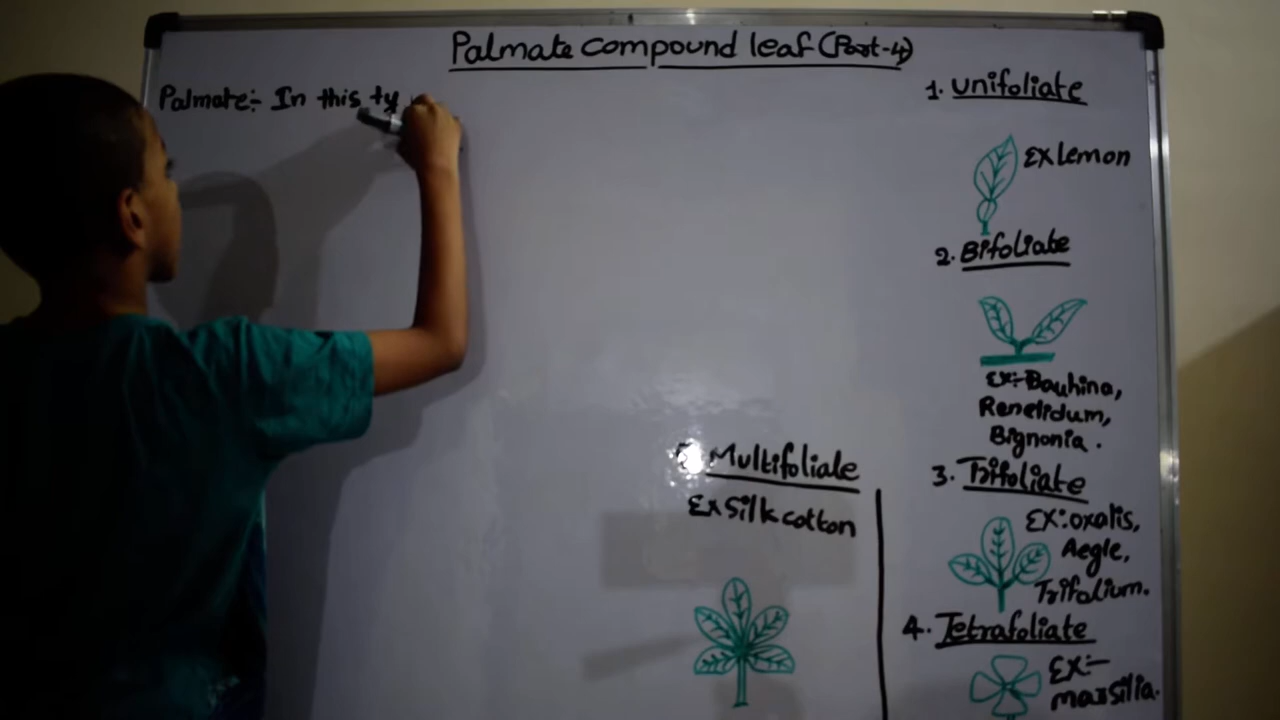 Palmate compound leaf (Part-4)
Palmate:- In this ty
1. Unifoliate
Ex lemon
2. Bifoliate
Ex:- Bauhina,
Renelidum,
Bignonia.
3. Trifoliate
Ex:oxalis,
Aegle,
Trifolium.
4. Tetrafoliate
Ex:-
marsilia.
Multifoliate
Ex Silk cotton